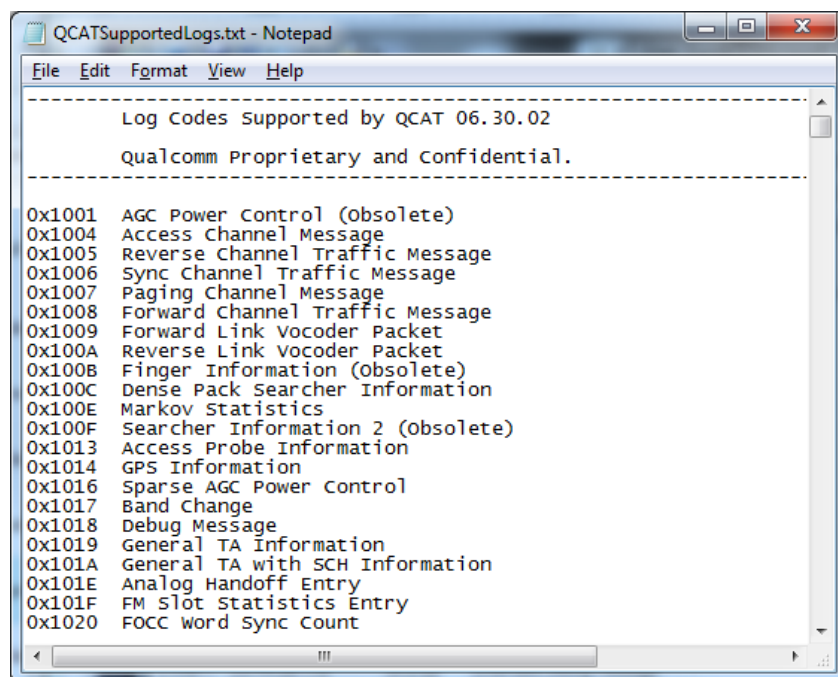 QCATSupportedLogs.txt - Notepad
File Edit Format View Help
--------------------------------------------------------------------
Log Codes Supported by QCAT 06.30.02
Qualcomm Proprietary and Confidential.
--------------------------------------------------------------------
0x1001 AGC Power Control (Obsolete)
0x1004 Access Channel Message
0x1005 Reverse Channel Traffic Message
0x1006 Sync Channel Traffic Message
0x1007 Paging Channel Message
0x1008 Forward Channel Traffic Message
0x1009 Forward Link Vocoder Packet
0x100A Reverse Link Vocoder Packet
0x100B Finger Information (Obsolete)
0x100C Dense Pack Searcher Information
0x100E Markov Statistics
0x100F Searcher Information 2 (Obsolete)
0x1013 Access Probe Information
0x1014 GPS Information
0x1016 Sparse AGC Power Control
0x1017 Band Change
0x1018 Debug Message
0x1019 General TA Information
0x101A General TA with SCH Information
0x101E Analog Handoff Entry
0x101F FM Slot Statistics Entry
0x1020 FOCC Word Sync Count